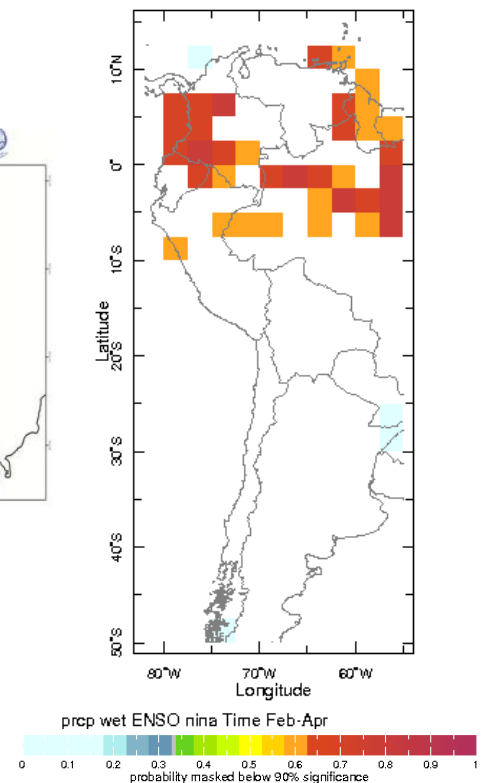 10°N
0°
10°S
20°S
30°S
40°S
50°S
Latitude
80°W 70°W 60°W
Longitude
prcp wet ENSO nina Time Feb-Apr
0 0.1 0.2 0.3 0.4 0.5 0.6 0.7 0.8 0.9 1
probability masked below 90% significance